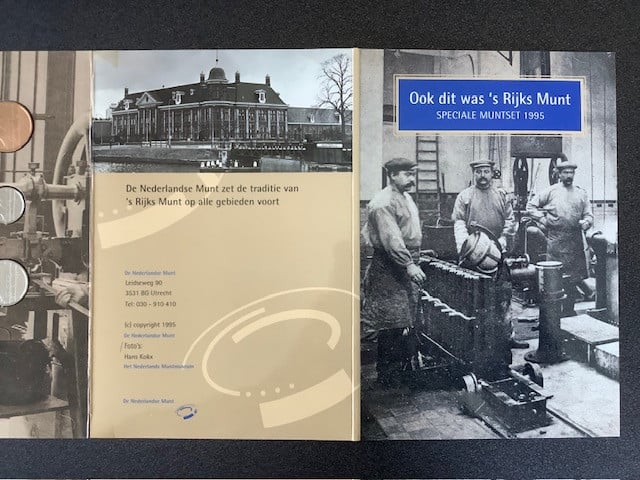 De Nederlandse Munt zet de traditie van
's Rijks Munt op alle gebieden voort
De Nederlandse Munt
Leidseweg 90
3531 BG Utrecht
Tel: 030 - 910 410
(c) copyright 1995
De Nederlandse Munt
Foto's:
Hans Kokx
Het Nederlands Muntmuseum
De Nederlandse Munt
Ook dit was 's Rijks Munt
SPECIALE MUNTSET 1995